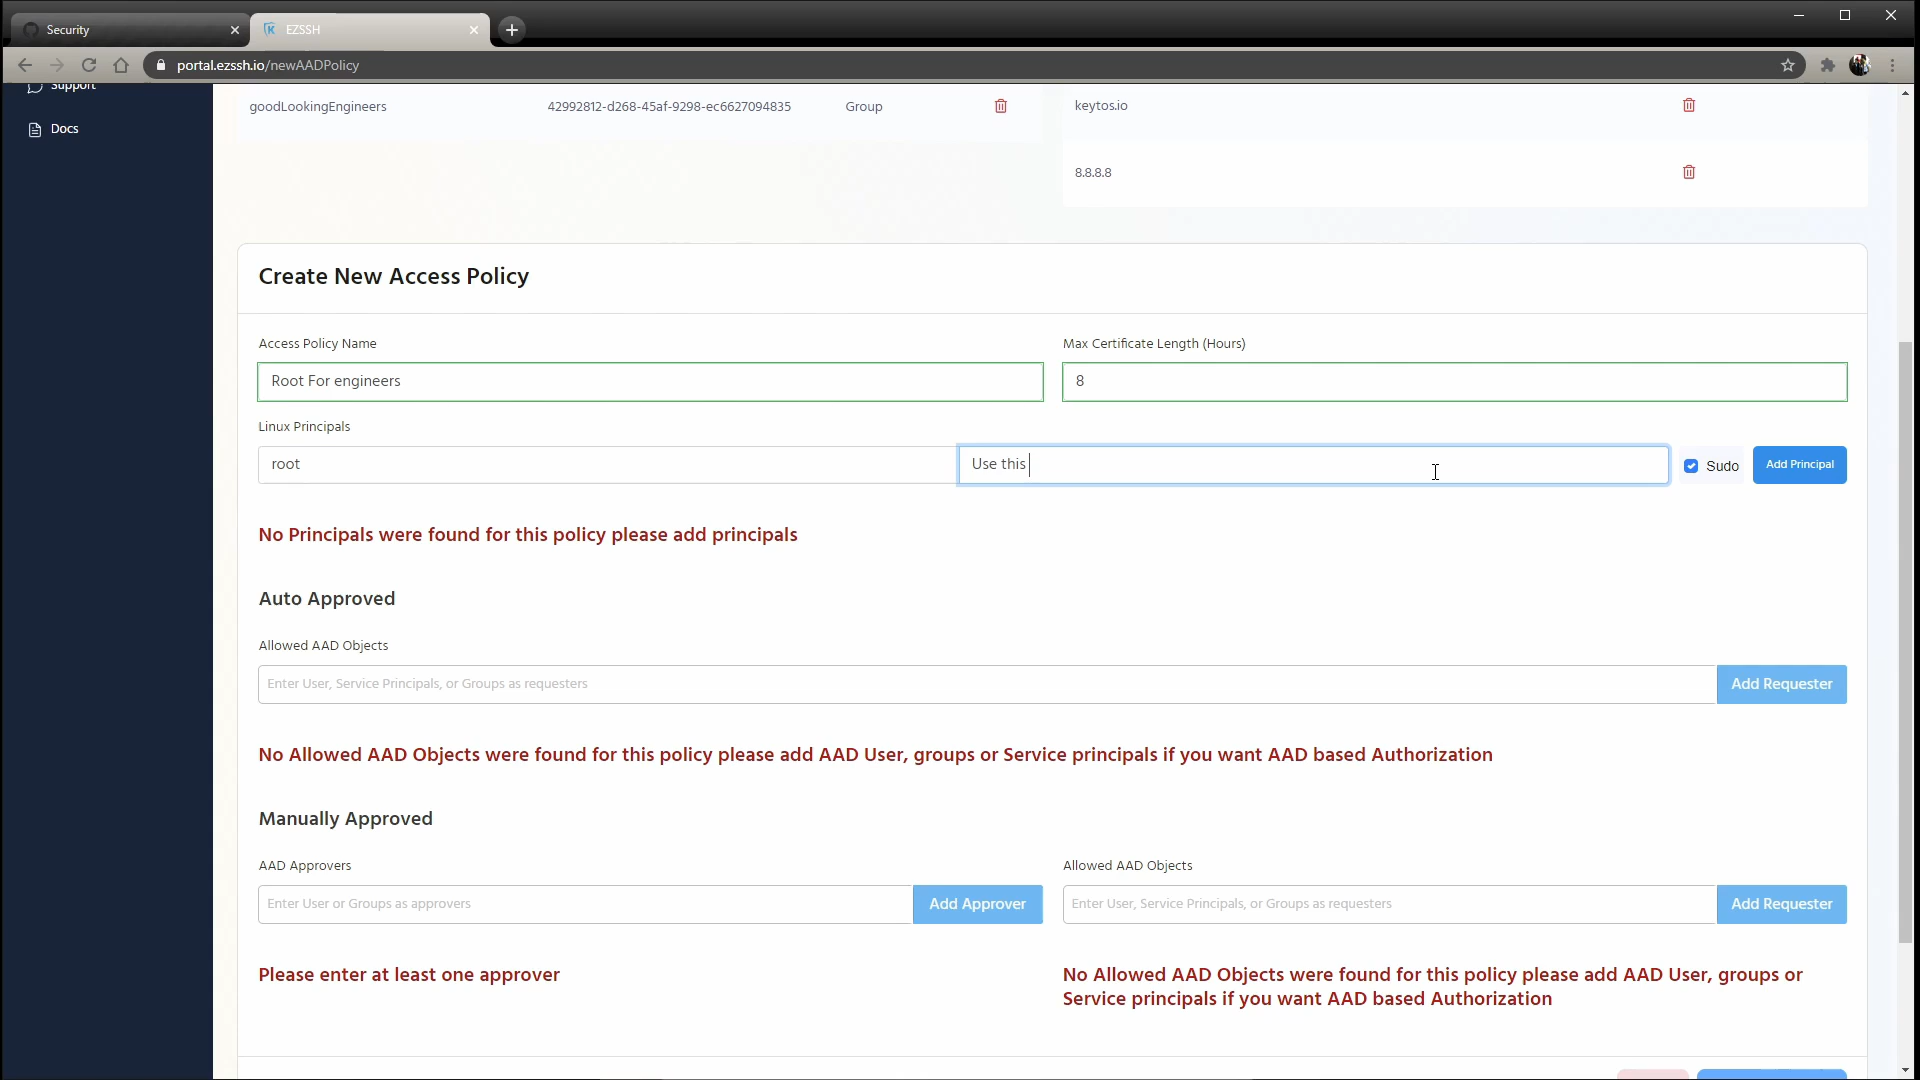 Security
EZSSH
portal.ezssh.io/newAADPolicy
Support
Docs
goodLookingEngineers 42992812-d268-45af-9298-ec6627094835 Group
keytos.io
8.8.8.8
Create New Access Policy
Access Policy Name Max Certificate Length (Hours)
Root For engineers 8
Linux Principals
root Use this Sudo Add Principal
No Principals were found for this policy please add principals
Auto Approved
Allowed AAD Objects
Enter User, Service Principals, or Groups as requesters Add Requester
No Allowed AAD Objects were found for this policy please add AAD User, groups or Service principals if you want AAD based Authorization
Manually Approved
AAD Approvers
Enter User or Groups as approvers Add Approver
Please enter at least one approver
Allowed AAD Objects
Enter User, Service Principals, or Groups as requesters Add Requester
No Allowed AAD Objects were found for this policy please add AAD User, groups or
Service principals if you want AAD based Authorization